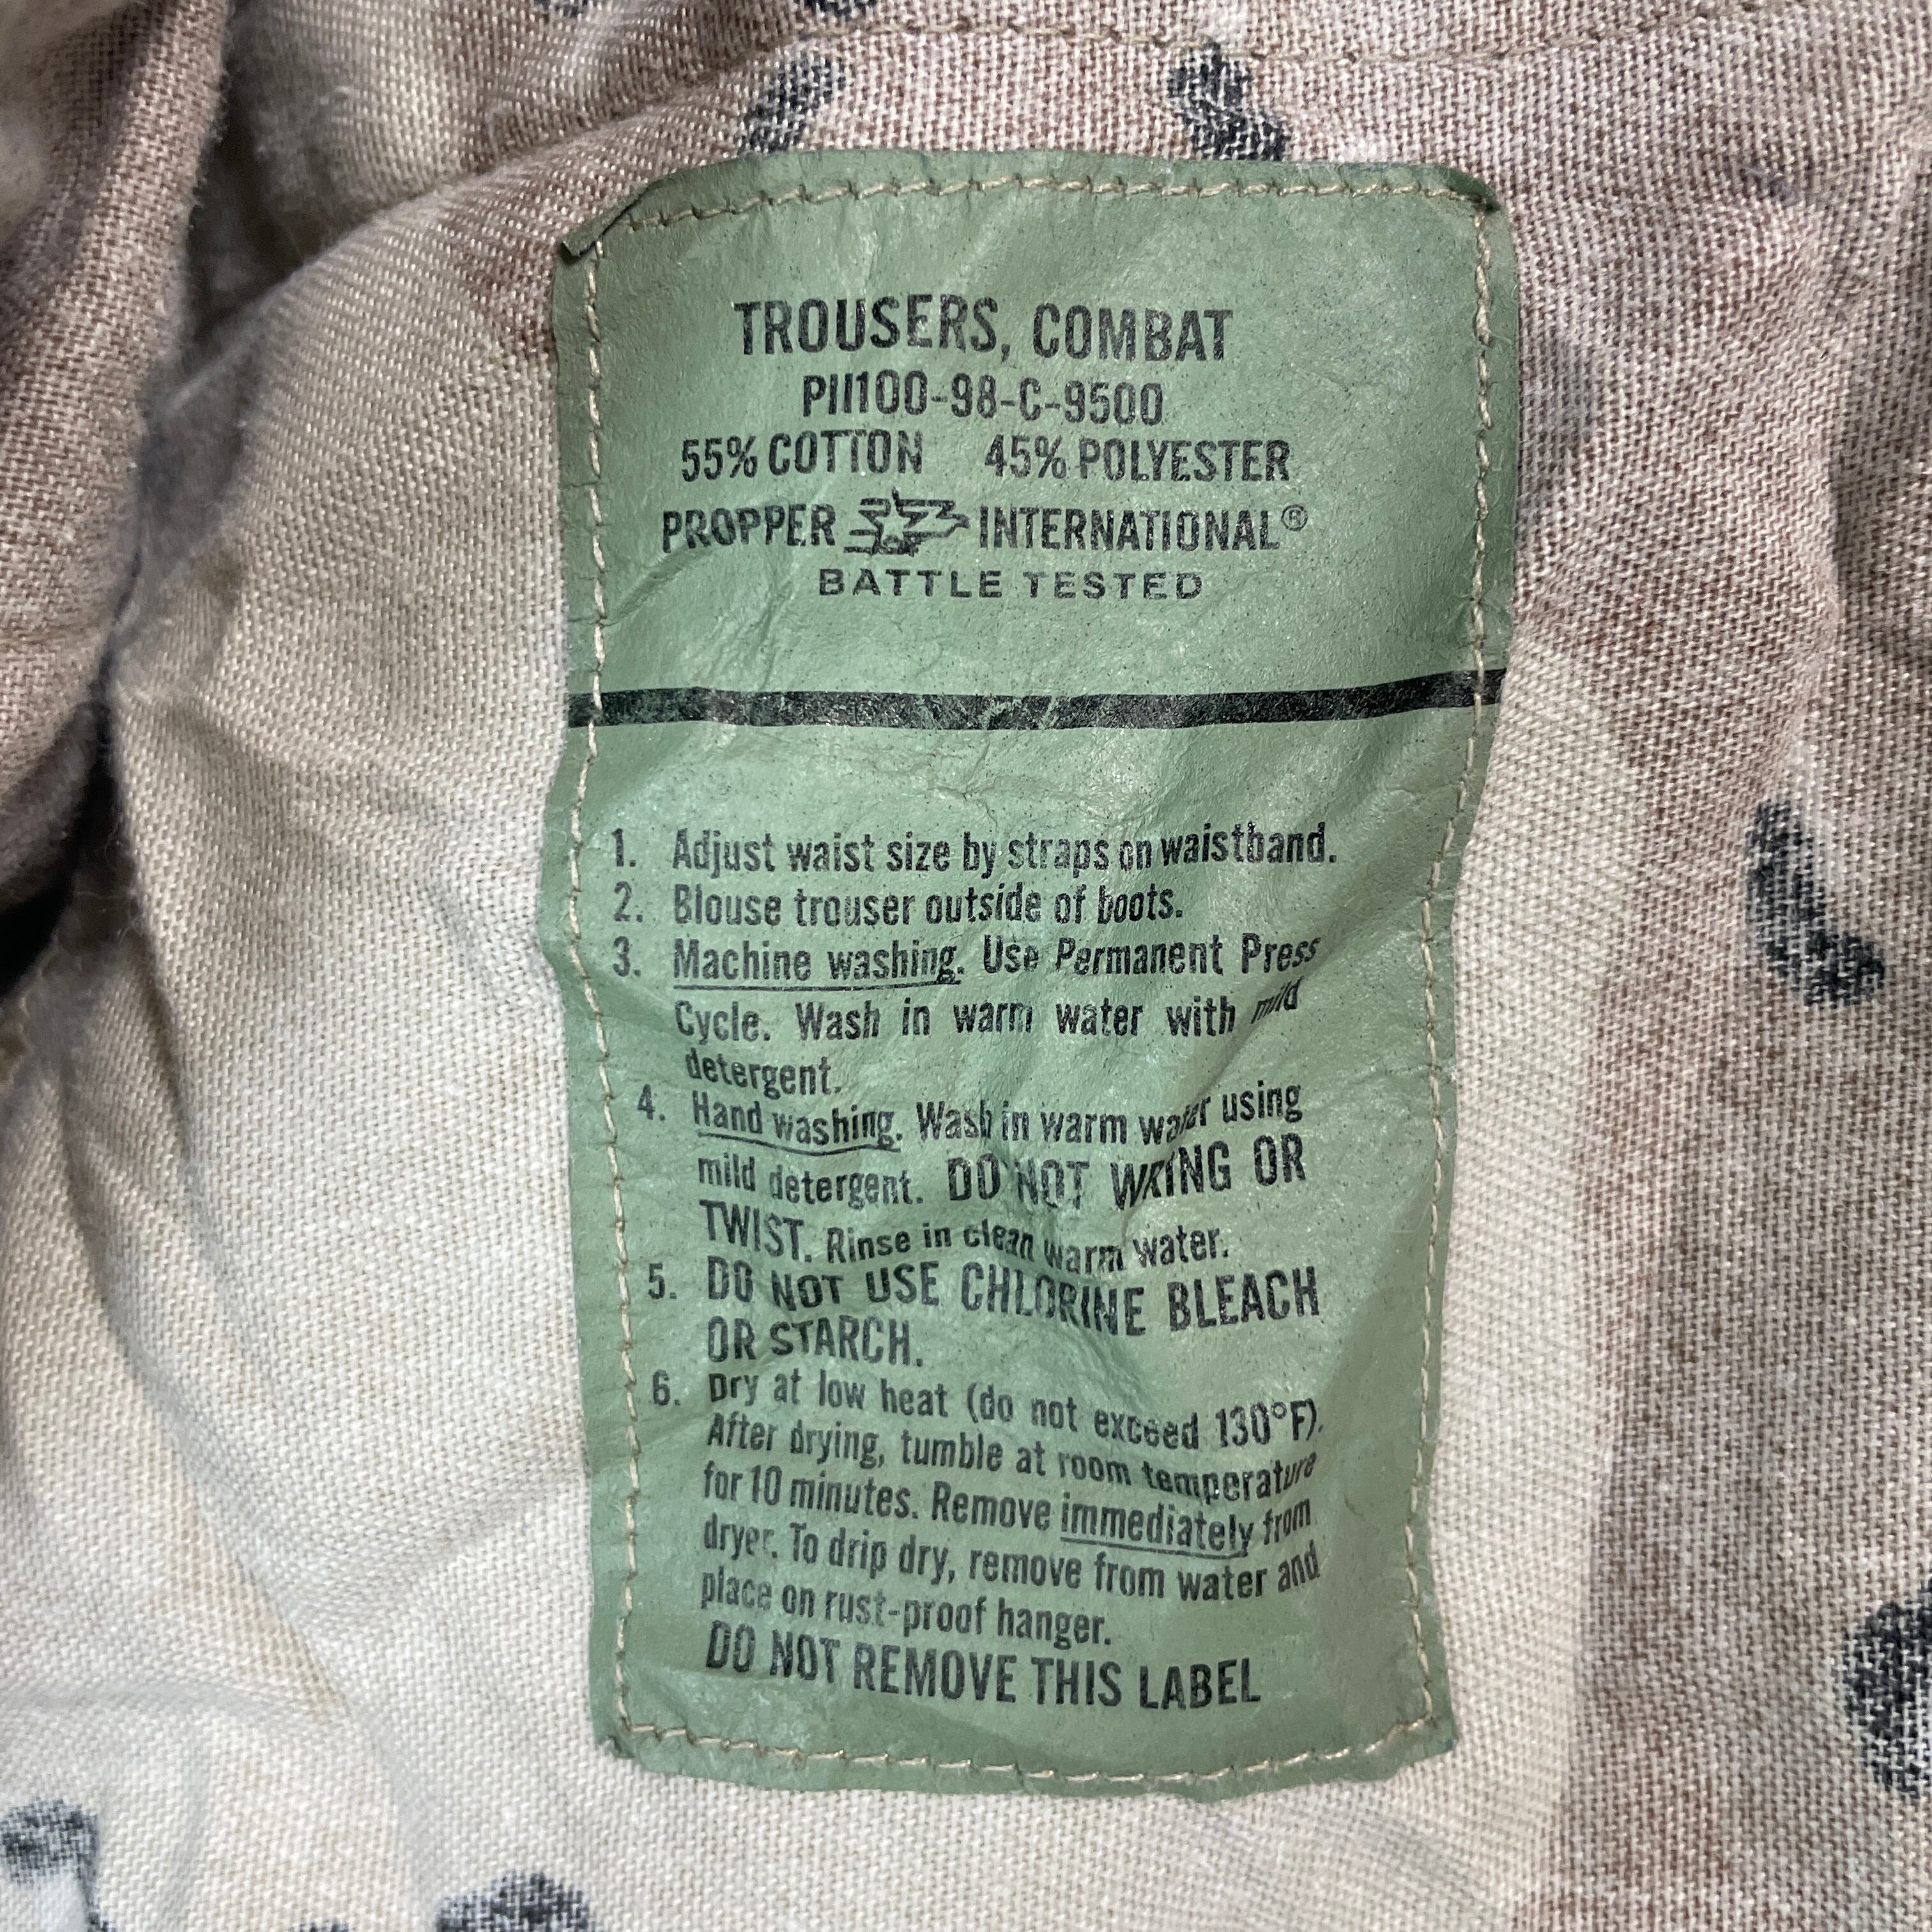 TROUSERS, COMBAT
PII100-98-C-9500
55% COTTON 45% POLYESTER
PROPPER INTERNATIONAL®
BATTLE TESTED
1. Adjust waist size by straps on waistband.
2. Blouse trouser outside of boots.
3. Machine washing. Use Permanent Press
Cycle. Wash in warm water with mild
detergent.
4. Hand washing. Wash in warm water using
mild detergent. DO NOT WRING OR
TWIST. Rinse in clean warm water.
5. DO NOT USE CHLORINE BLEACH
OR STARCH.
6. Dry at low heat (do not exceed 130°F).
After drying, tumble at room temperature
for 10 minutes. Remove immediately from
dryer. To drip dry, remove from water and
place on rust-proof hanger.
DO NOT REMOVE THIS LABEL